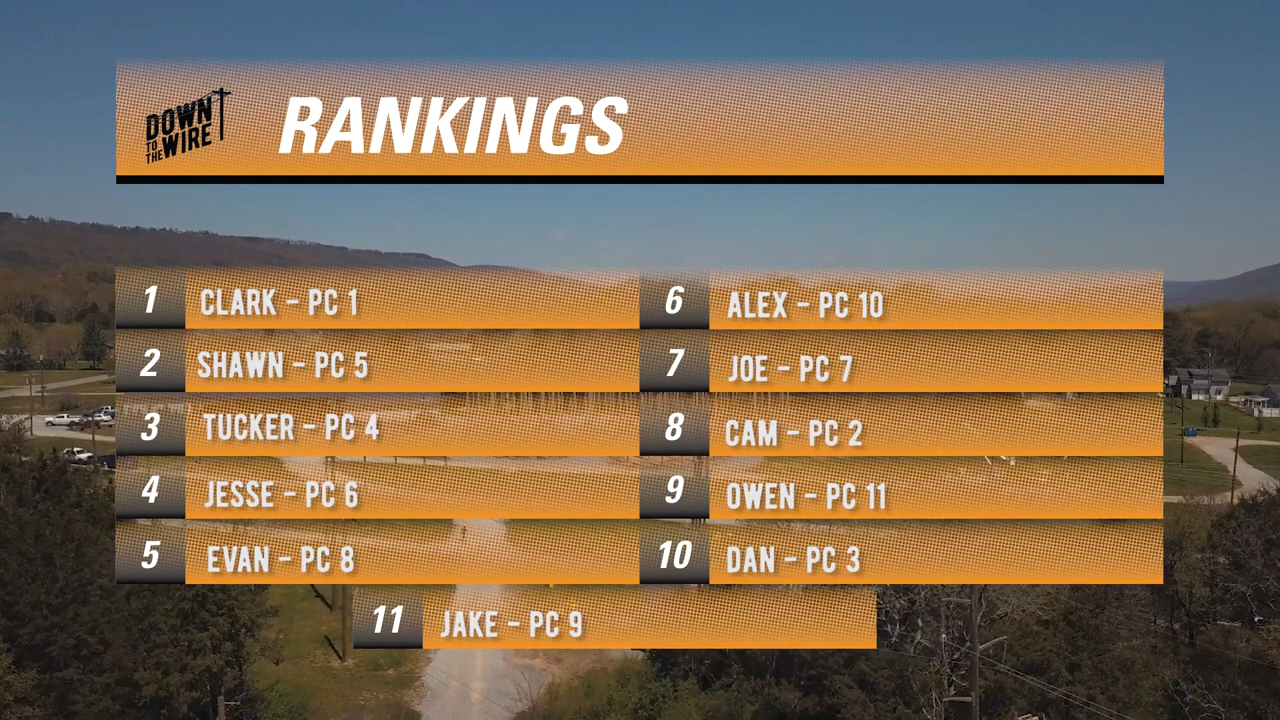 DOWN
TO THE WIRE
RANKINGS
1 CLARK - PC 1
2 SHAWN - PC 5
3 TUCKER - PC 4
4 JESSE - PC 6
5 EVAN - PC 8
6 ALEX - PC 10
7 JOE - PC 7
8 CAM - PC 2
9 OWEN - PC 11
10 DAN - PC 3
11 JAKE - PC 9